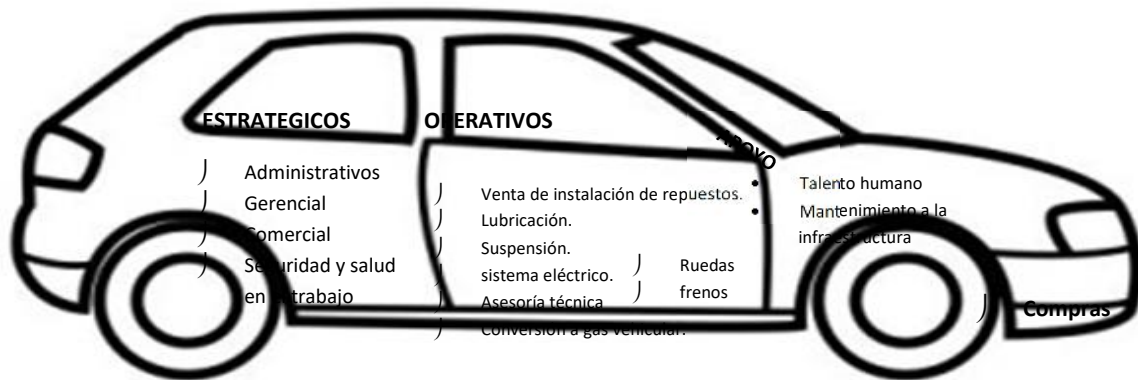 ESTRATEGICOS
Administrativos
Gerencial
Comercial
Seguridad y salud
en trabajo
OPERATIVOS
Venta de instalación de repuestos.
Lubricación.
Suspensión.
sistema eléctrico.
Asesoría técnica
Conversión a gas vehicular.
Ruedas
frenos
APOYO
Talento humano
Mantenimiento a la
infraestructura
Compras